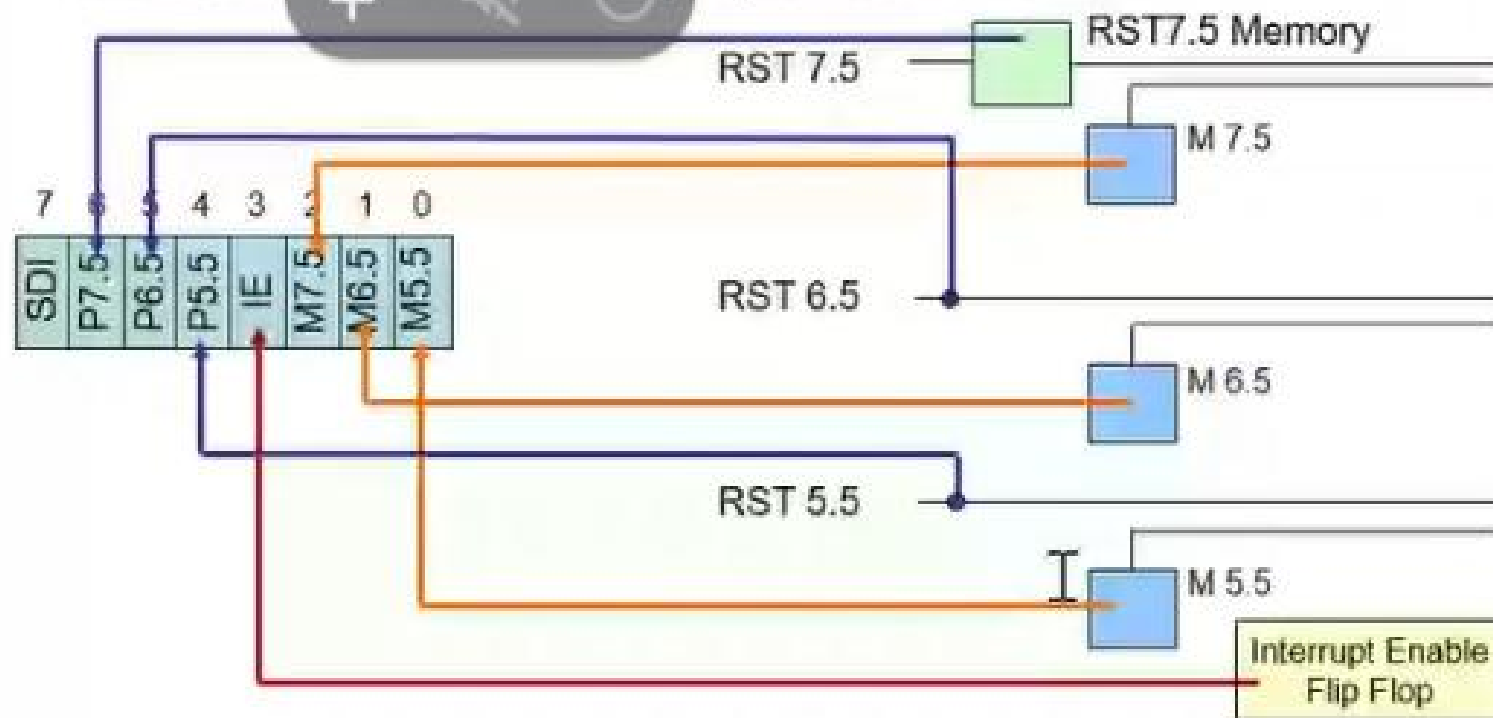 RST7.5 Memory
RST 7.5
M 7.5
7 6 5 4 3 2 1 0
SDI P7.5 P6.5 P5.5 IE M7.5 M6.5 M5.5
RST 6.5
M 6.5
RST 5.5
M 5.5
Interrupt Enable
Flip Flop